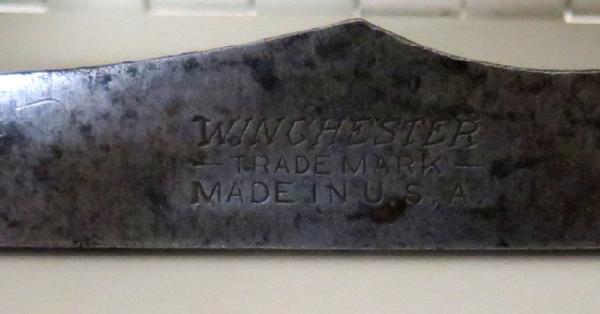 WINCHESTER
— TRADE MARK —
MADE IN U.S.A.